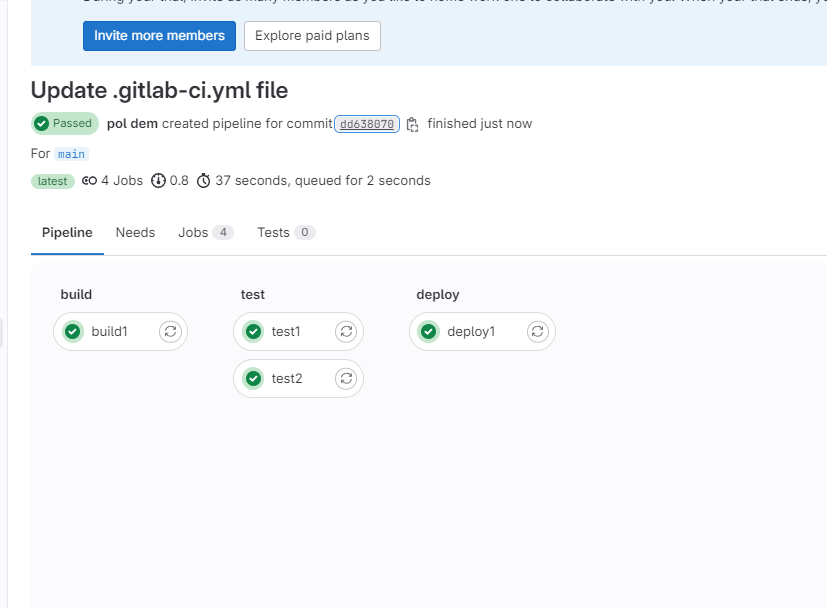 Invite more members Explore paid plans
Update .gitlab-ci.yml file
Passed pol dem created pipeline for commit dd638070 finished just now
For main
latest 4 Jobs 0.8 37 seconds, queued for 2 seconds
Pipeline Needs Jobs 4 Tests 0
build test deploy
build1 test1 deploy1
test2